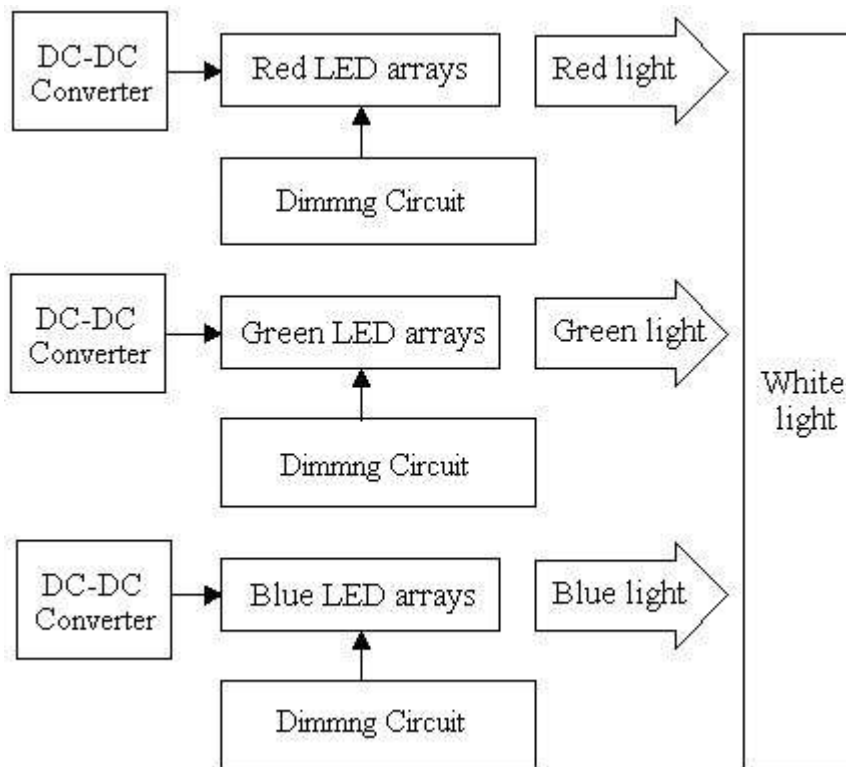 DC-DC
Converter
Red LED arrays
Red light
Dimmng Circuit
DC-DC
Converter
Green LED arrays
Green light
Dimmng Circuit
White
light
DC-DC
Converter
Blue LED arrays
Blue light
Dimmng Circuit